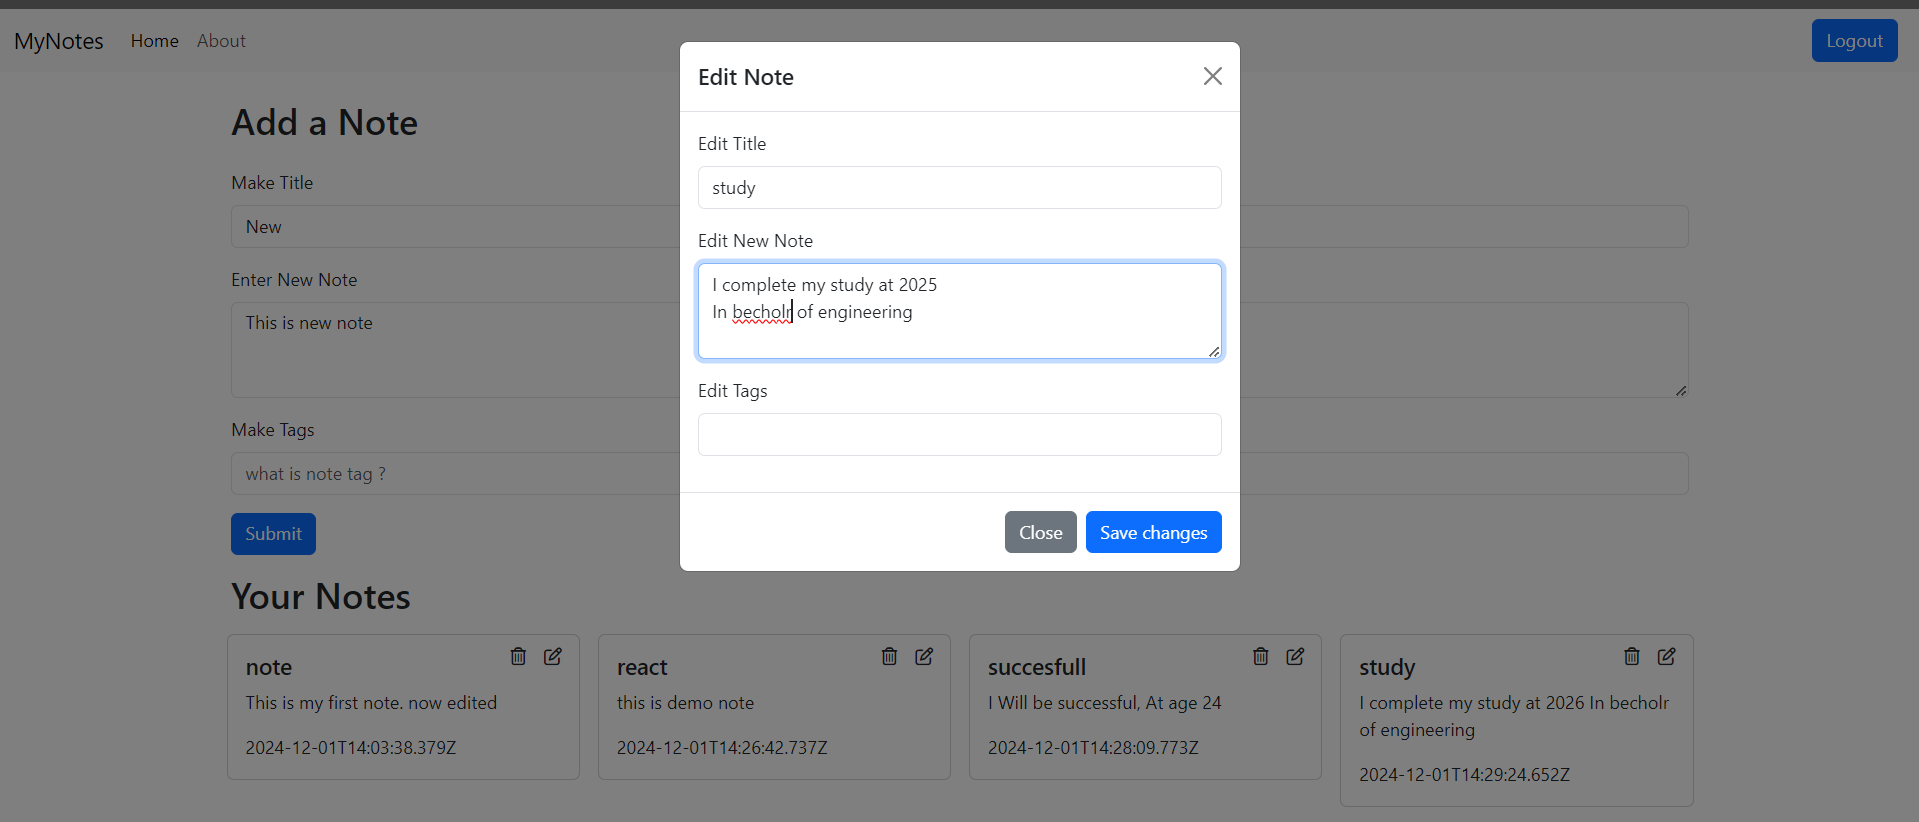 MyNotes Home About Logout
Edit Note
Edit Title
study
Edit New Note
I complete my study at 2025
In becholr of engineering
Edit Tags
Close Save changes
Add a Note
Make Title
New
Enter New Note
This is new note
Make Tags
what is note tag ?
Submit
Your Notes
note
This is my first note. now edited
2024-12-01T14:03:38.379Z
react
this is demo note
2024-12-01T14:26:42.737Z
succesfull
I Will be successful, At age 24
2024-12-01T14:28:09.773Z
study
I complete my study at 2026 In becholr
of engineering
2024-12-01T14:29:24.652Z